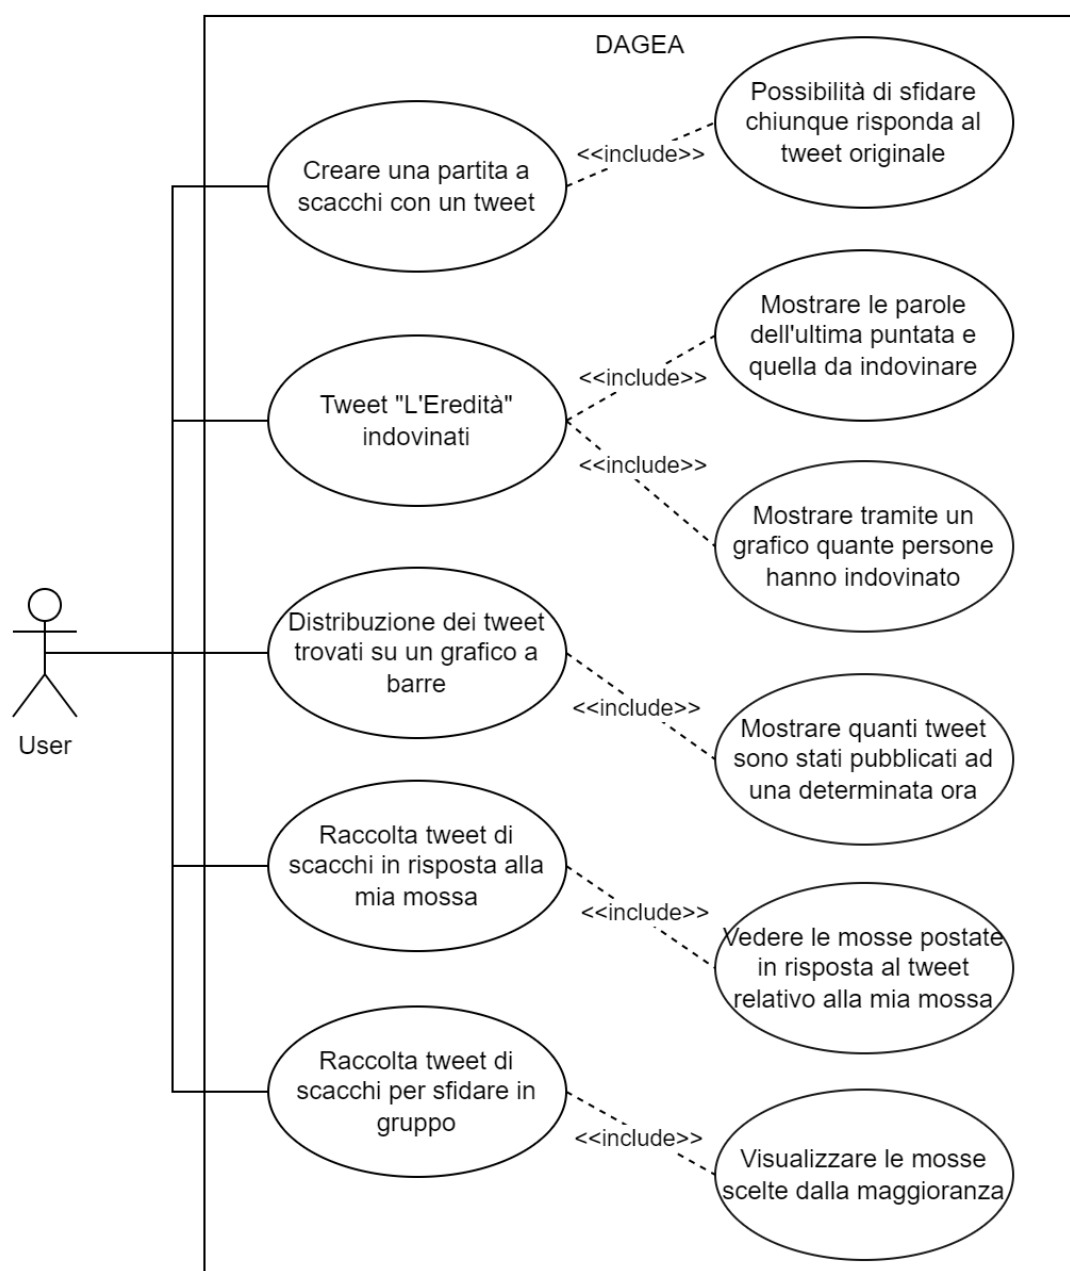 DAGEA
Creare una partita a
scacchi con un tweet
<<include>>
Possibilità di sfidare
chiunque risponda al
tweet originale
Tweet "L'Eredità"
indovinati
<<include>>
Mostrare le parole
dell'ultima puntata e
quella da indovinare
<<include>>
Mostrare tramite un
grafico quante persone
hanno indovinato
User
Distribuzione dei tweet
trovati su un grafico a
barre
<<include>>
Mostrare quanti tweet
sono stati pubblicati ad
una determinata ora
Raccolta tweet di
scacchi in risposta alla
mia mossa
<<include>>
Vedere le mosse postate
in risposta al tweet
relativo alla mia mossa
Raccolta tweet di
scacchi per sfidare in
gruppo
<<include>>
Visualizzare le mosse
scelte dalla maggioranza